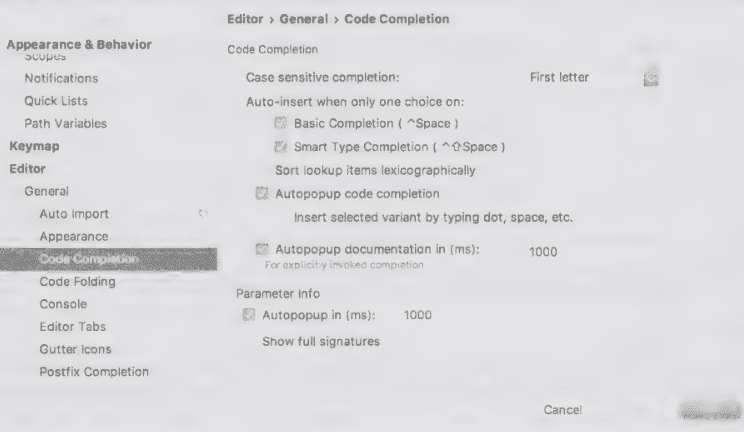 Editor › General › Code Completion
Appearance & Behavior
Scopes
Notifications
Quick Lists
Path Variables
Keymap
Editor
General
Auto Import
Appearance
Code Completion
Code Folding
Console
Editor Tabs
Gutter Icons
Postfix Completion
Code Completion
Case sensitive completion: First letter
Auto-insert when only one choice on:
Basic Completion ( ^Space )
Smart Type Completion ( ^⇧Space )
Sort lookup items lexicographically
Autopopup code completion
Insert selected variant by typing dot, space, etc.
Autopopup documentation in (ms): 1000
For explicitly invoked completion
Parameter Info
Autopopup in (ms): 1000
Show full signatures
Cancel